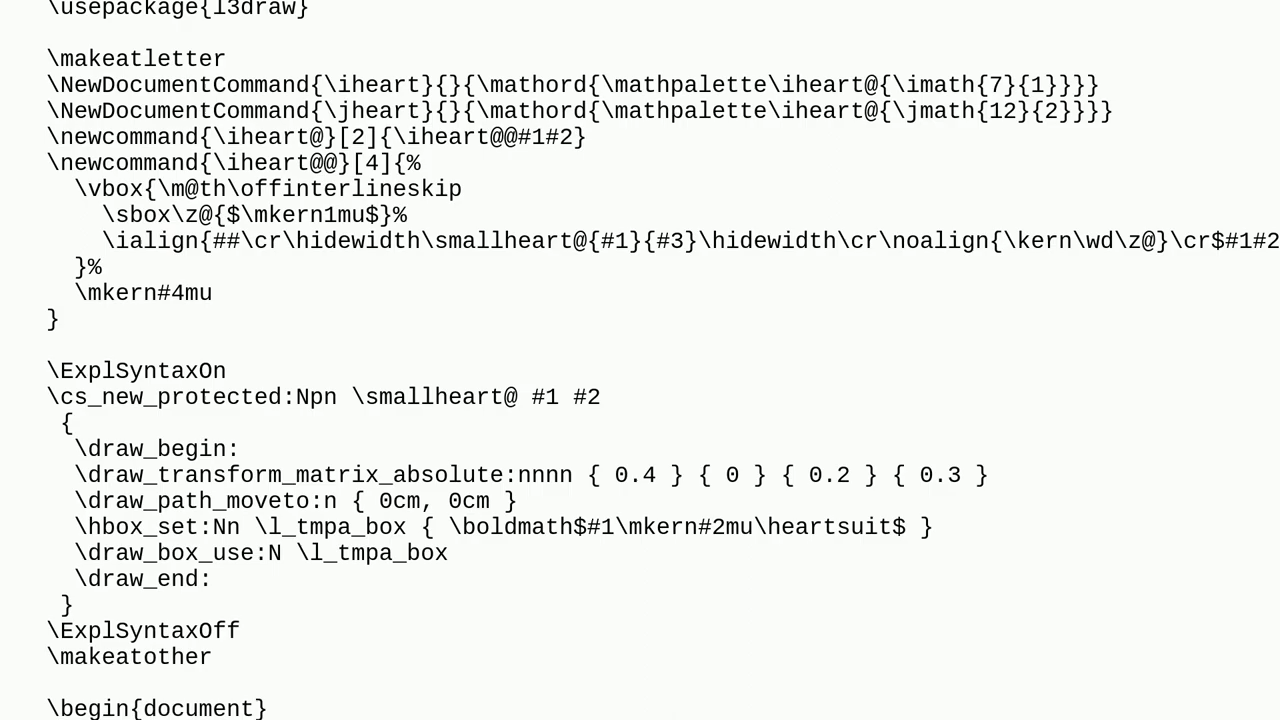 \usepackage{l3draw}
\makeatletter
\NewDocumentCommand{\iheart}{}{\mathord{\mathpalette\iheart@{\imath{7}{1}}}}
\NewDocumentCommand{\jheart}{}{\mathord{\mathpalette\iheart@{\jmath{12}{2}}}}
\newcommand{\iheart@}[2]{\iheart@@#1#2}
\newcommand{\iheart@@}[4]{%
  \vbox{\m@th\offinterlineskip
    \sbox\z@{$\mkern1mu$}%
    \ialign{##\cr\hidewidth\smallheart@{#1}{#3}\hidewidth\cr\noalign{\kern\wd\z@}\cr$#1#2
  }%
  \mkern#4mu
}
\ExplSyntaxOn
\cs_new_protected:Npn \smallheart@ #1 #2
 {
  \draw_begin:
  \draw_transform_matrix_absolute:nnnn { 0.4 } { 0 } { 0.2 } { 0.3 }
  \draw_path_moveto:n { 0cm, 0cm }
  \hbox_set:Nn \l_tmpa_box { \boldmath$#1\mkern#2mu\heartsuit$ }
  \draw_box_use:N \l_tmpa_box
  \draw_end:
 }
\ExplSyntaxOff
\makeatother
\begin{document}